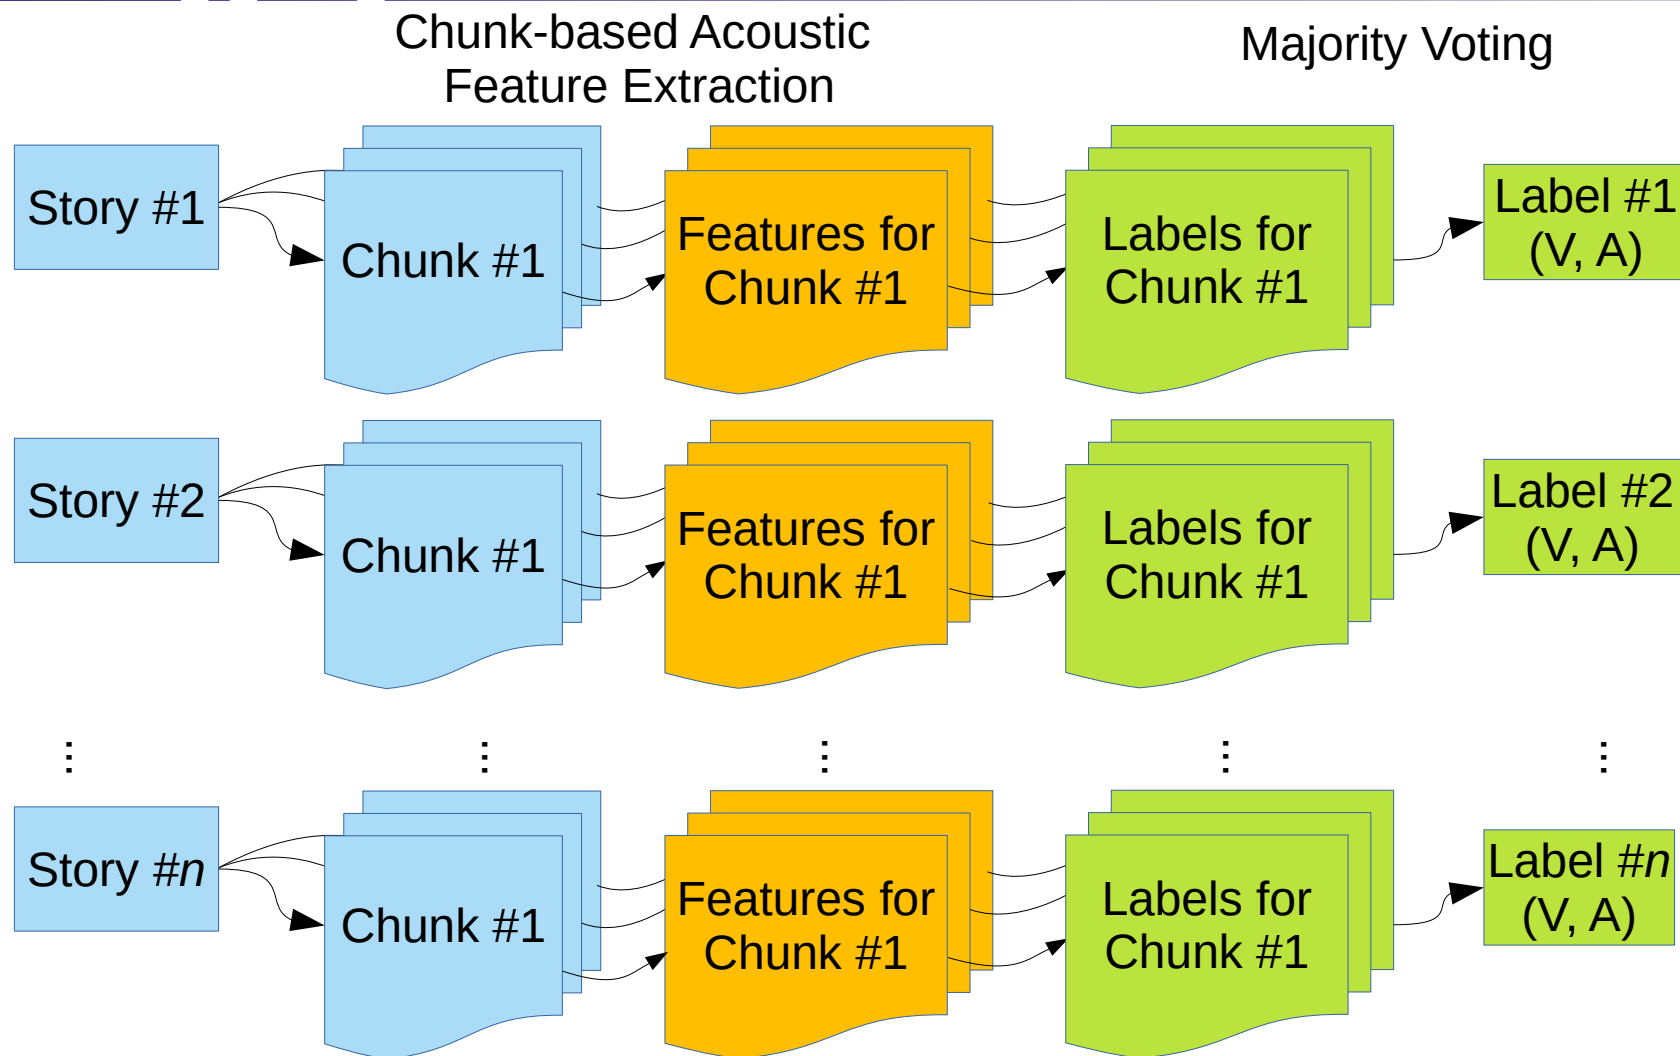 Chunk-based Acoustic
Feature Extraction
Majority Voting
Story #1
Chunk #1
Features for
Chunk #1
Labels for
Chunk #1
Label #1
(V, A)
Story #2
Chunk #1
Features for
Chunk #1
Labels for
Chunk #1
Label #2
(V, A)
⋮ ⋮ ⋮ ⋮ ⋮
Story #n
Chunk #1
Features for
Chunk #1
Labels for
Chunk #1
Label #n
(V, A)